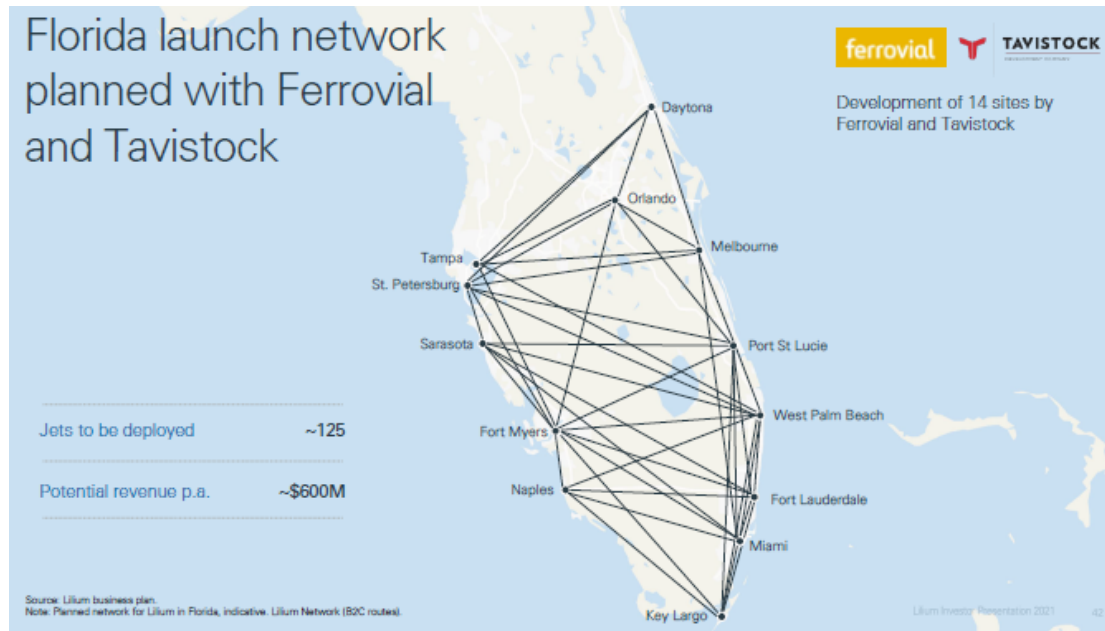 Florida launch network
planned with Ferrovial
and Tavistock
ferrovial
TAVISTOCK
Development of 14 sites by
Ferrovial and Tavistock
Daytona
Orlando
Melbourne
Tampa
St. Petersburg
Sarasota
Port St Lucie
West Palm Beach
Fort Myers
Naples
Fort Lauderdale
Miami
Key Largo
Jets to be deployed ~125
Potential revenue p.a. ~$600M
Source: Lilium business plan.
Note: Planned network for Lilium in Florida, indicative. Lilium Network (B2C routes).
Lilium Investor Presentation 2021 42